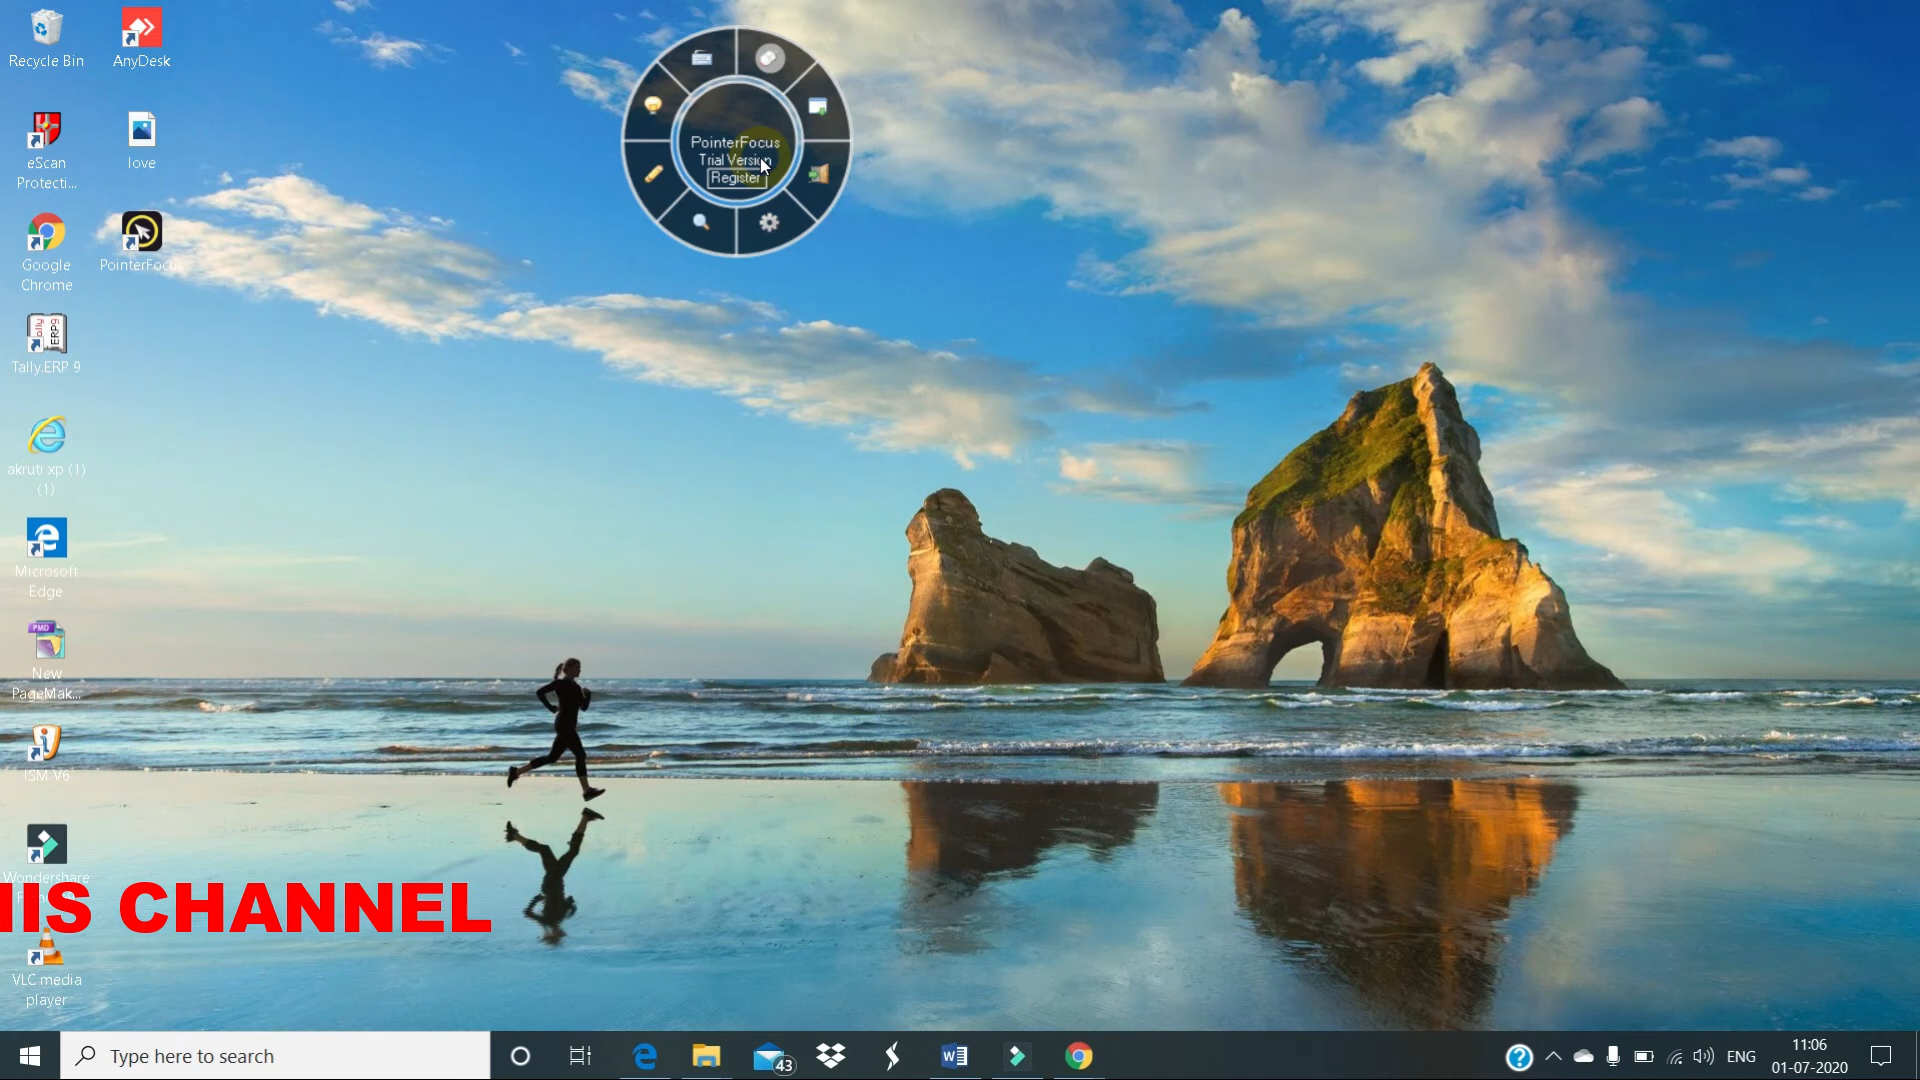 Recycle Bin
AnyDesk
eScan
Protecti...
love
Google
Chrome
PointerFocus
Tally.ERP 9
akruti xp (1)
(1)
Microsoft
Edge
PMD
New
PageMak...
ISM V6
Wondershare
HIS CHANNEL
VLC media
player
PointerFocus
Trial Version
Register
Type here to search
43
ENG
11:06
01-07-2020